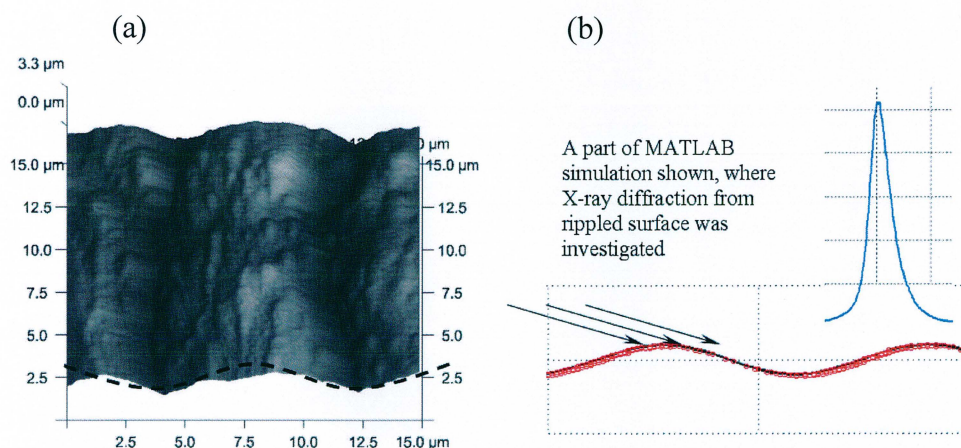 (a)
(b)
3.3 µm
0.0 µm
15.0 µm
15.0 µm
12.5
12.5
10.0
10.0
7.5
7.5
5.0
5.0
2.5
2.5
2.5
5.0
7.5
10.0
12.5
15.0 µm
A part of MATLAB
simulation shown, where
X-ray diffraction from
rippled surface was
investigated